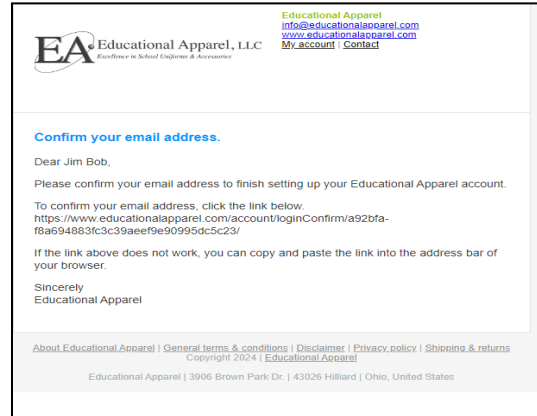 Educational Apparel
info@educationalapparel.com
www.educationalapparel.com
My account | Contact
EA Educational Apparel, LLC
Excellence in School Uniforms & Accessories
Confirm your email address.
Dear Jim Bob,
Please confirm your email address to finish setting up your Educational Apparel account.
To confirm your email address, click the link below.
https://www.educationalapparel.com/account/loginConfirm/a92bfa-
f8a694883fc3c39aeef9e90995dc5c23/
If the link above does not work, you can copy and paste the link into the address bar of
your browser.
Sincerely
Educational Apparel
About Educational Apparel | General terms & conditions | Disclaimer | Privacy policy | Shipping & returns
Copyright 2024 | Educational Apparel
Educational Apparel | 3906 Brown Park Dr. | 43026 Hilliard | Ohio, United States